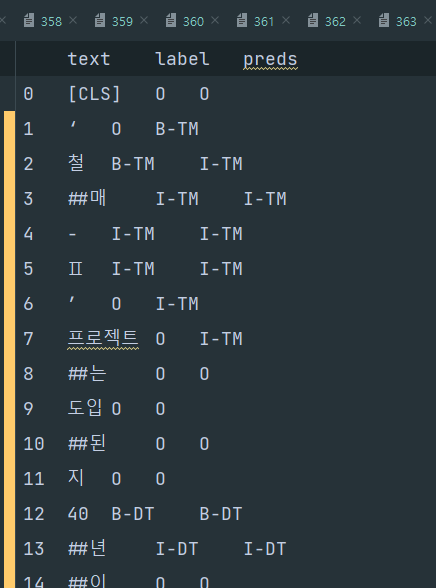 358 359 360 361 362 363
text label preds
0 [CLS] O O
1 ‘ O B-TM
2 철 B-TM I-TM
3 ##매 I-TM I-TM
4 - I-TM I-TM
5 ㅍ I-TM I-TM
6 ’ O I-TM
7 프로젝트 O I-TM
8 ##는 O O
9 도입 O O
10 ##된 O O
11 지 O O
12 40 B-DT B-DT
13 ##년 I-DT I-DT
14 ##이 O O